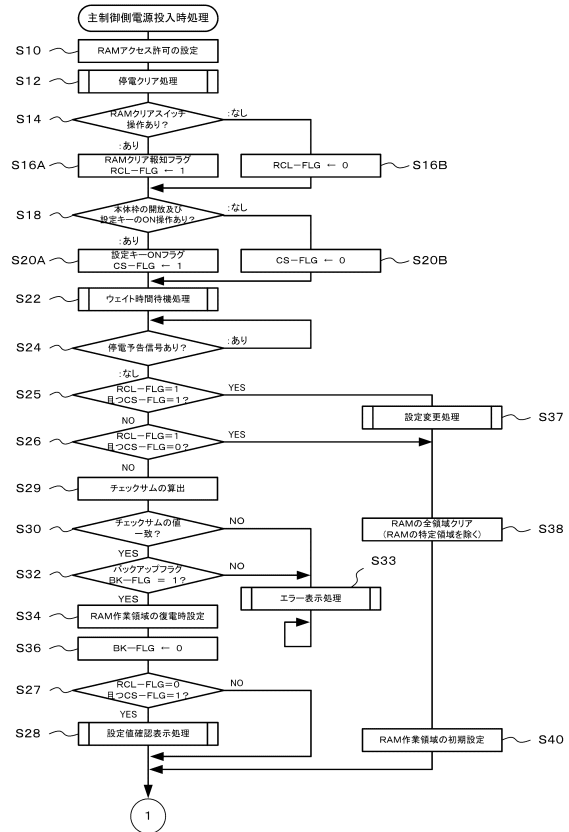 主制御側電源投入時処理
S10
RAMアクセス許可の設定
S12
停電クリア処理
S14
RAMクリアスイッチ
操作あり?
:なし
:あり
S16A
RAMクリア報知フラグ
RCL-FLG ← 1
RCL-FLG ← 0
S16B
S18
本体枠の開放及び
設定キーのON操作あり?
:なし
:あり
S20A
設定キーONフラグ
CS-FLG ← 1
CS-FLG ← 0
S20B
S22
ウェイト時間待機処理
S24
停電予告信号あり?
:あり
:なし
S25
RCL-FLG=1
且つCS-FLG=1?
YES
NO
設定変更処理
S37
S26
RCL-FLG=1
且つCS-FLG=0?
YES
NO
S29
チェックサムの算出
S30
チェックサムの値
一致?
NO
YES
RAMの全領域クリア
(RAMの特定領域を除く)
S38
S32
バックアップフラグ
BK-FLG = 1?
NO
YES
S33
エラー表示処理
S34
RAM作業領域の復電時設定
S36
BK-FLG ← 0
S27
RCL-FLG=0
且つCS-FLG=1?
NO
YES
S28
設定値確認表示処理
RAM作業領域の初期設定
S40
1